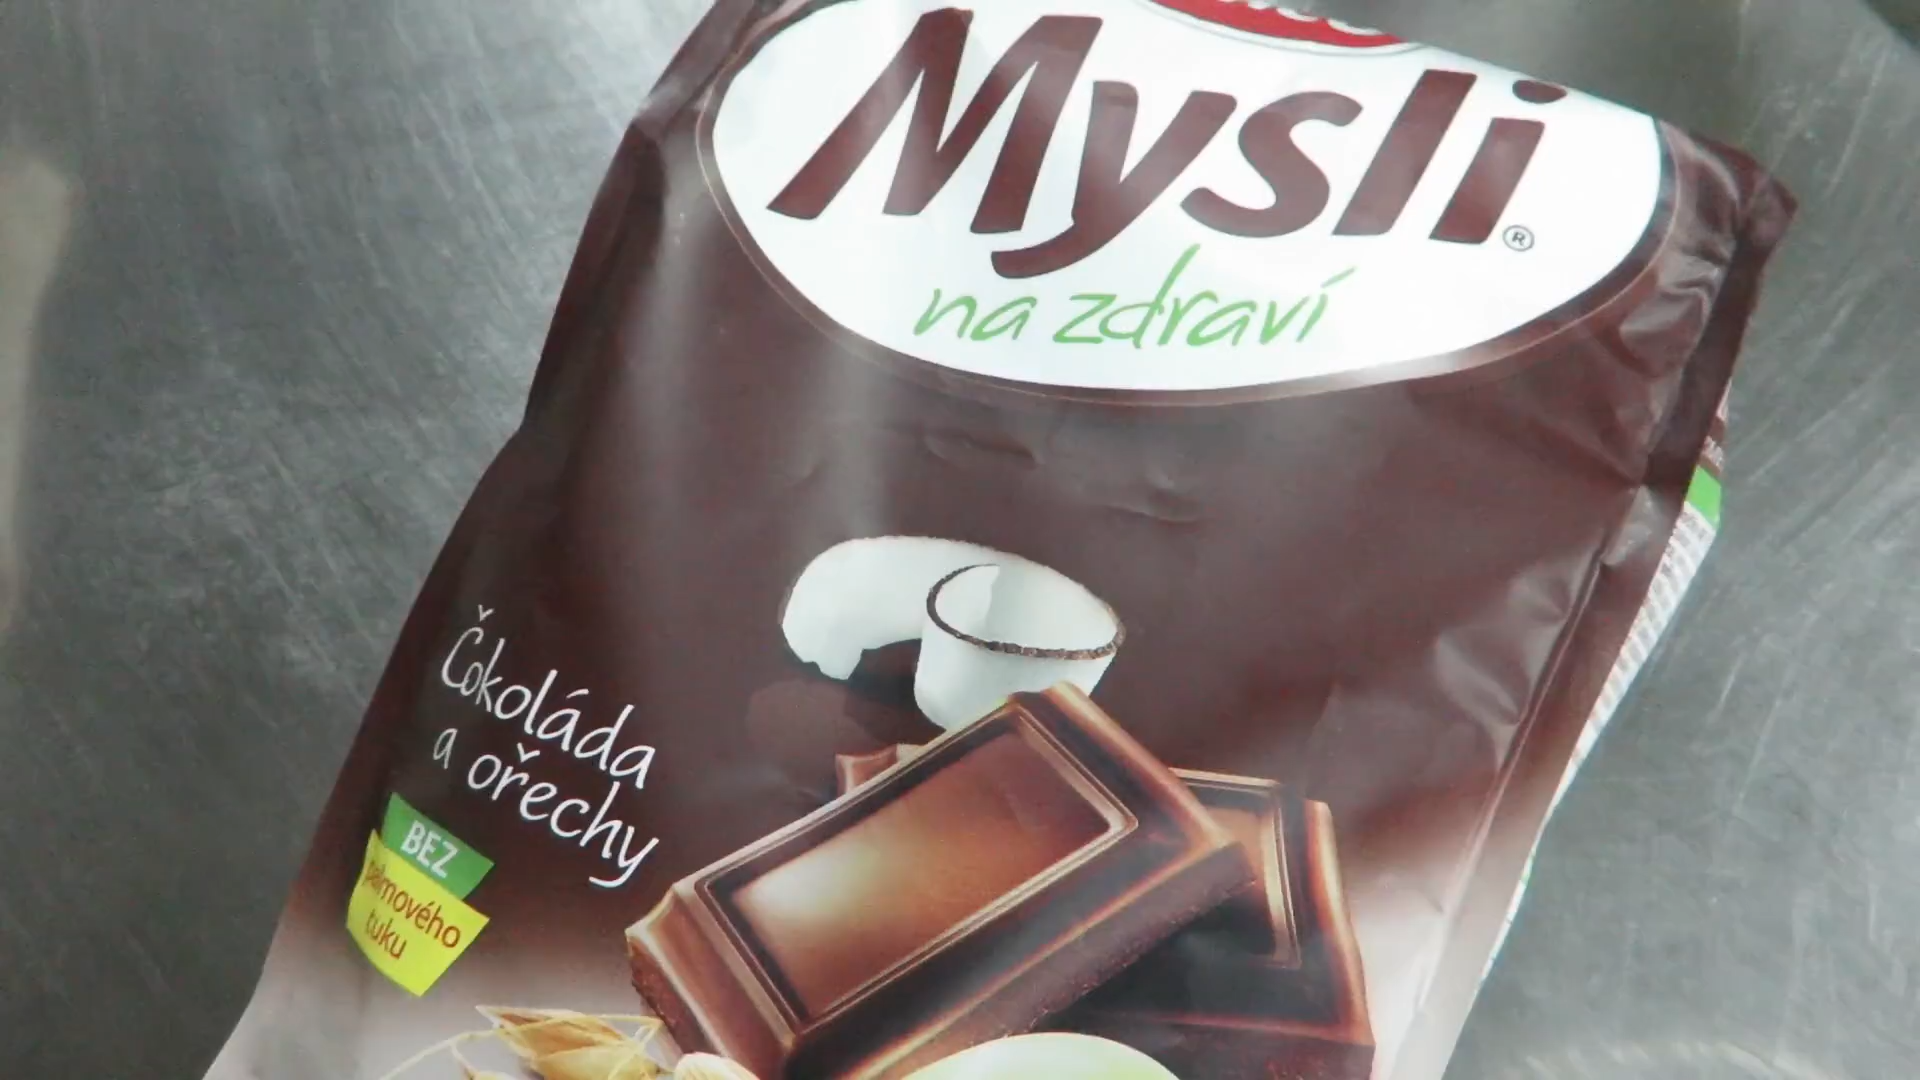 Mysli®
na zdraví
Čokoláda
a ořechy
BEZ
palmového
tuku